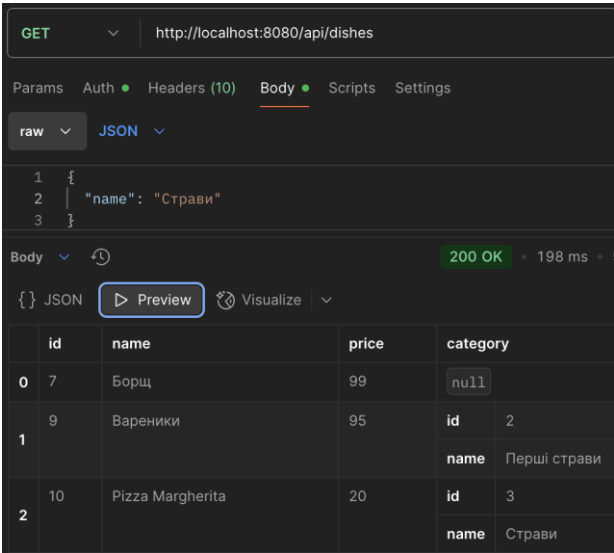 GET http://localhost:8080/api/dishes
Params Auth Headers (10) Body Scripts Settings
raw JSON
1 {
2 "name": "Страви"
3 }
Body 200 OK • 198 ms •
{} JSON Preview Visualize
id name price category
0 7 Борщ 99 null
1 9 Вареники 95 id 2
name Перші страви
2 10 Pizza Margherita 20 id 3
name Страви